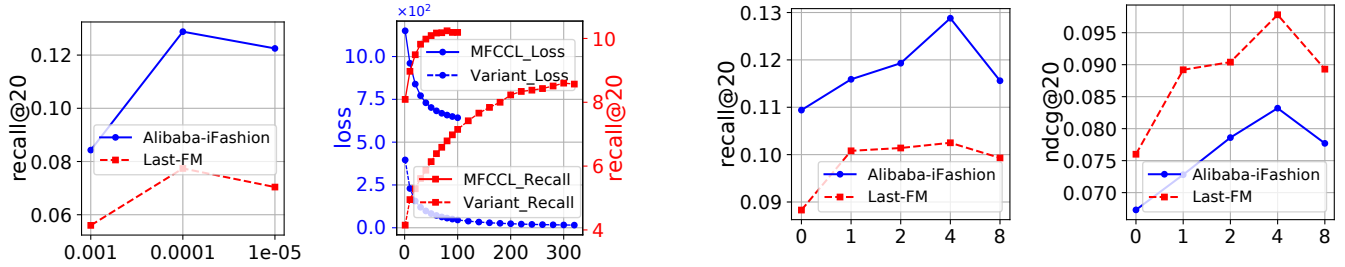 recall@20
0.12
0.10
0.08
0.06
Alibaba-iFashion
Last-FM
0.001
0.0001
1e-05
×10²
loss
10.0
7.5
5.0
2.5
0.0
MFCCL_Loss
Variant_Loss
MFCCL_Recall
Variant_Recall
0
100
200
300
10
8
6
4
recall@20
recall@20
0.13
0.12
0.11
0.10
0.09
Alibaba-iFashion
Last-FM
0
1
2
4
8
ndcg@20
0.095
0.090
0.085
0.080
0.075
0.070
Alibaba-iFashion
Last-FM
0
1
2
4
8